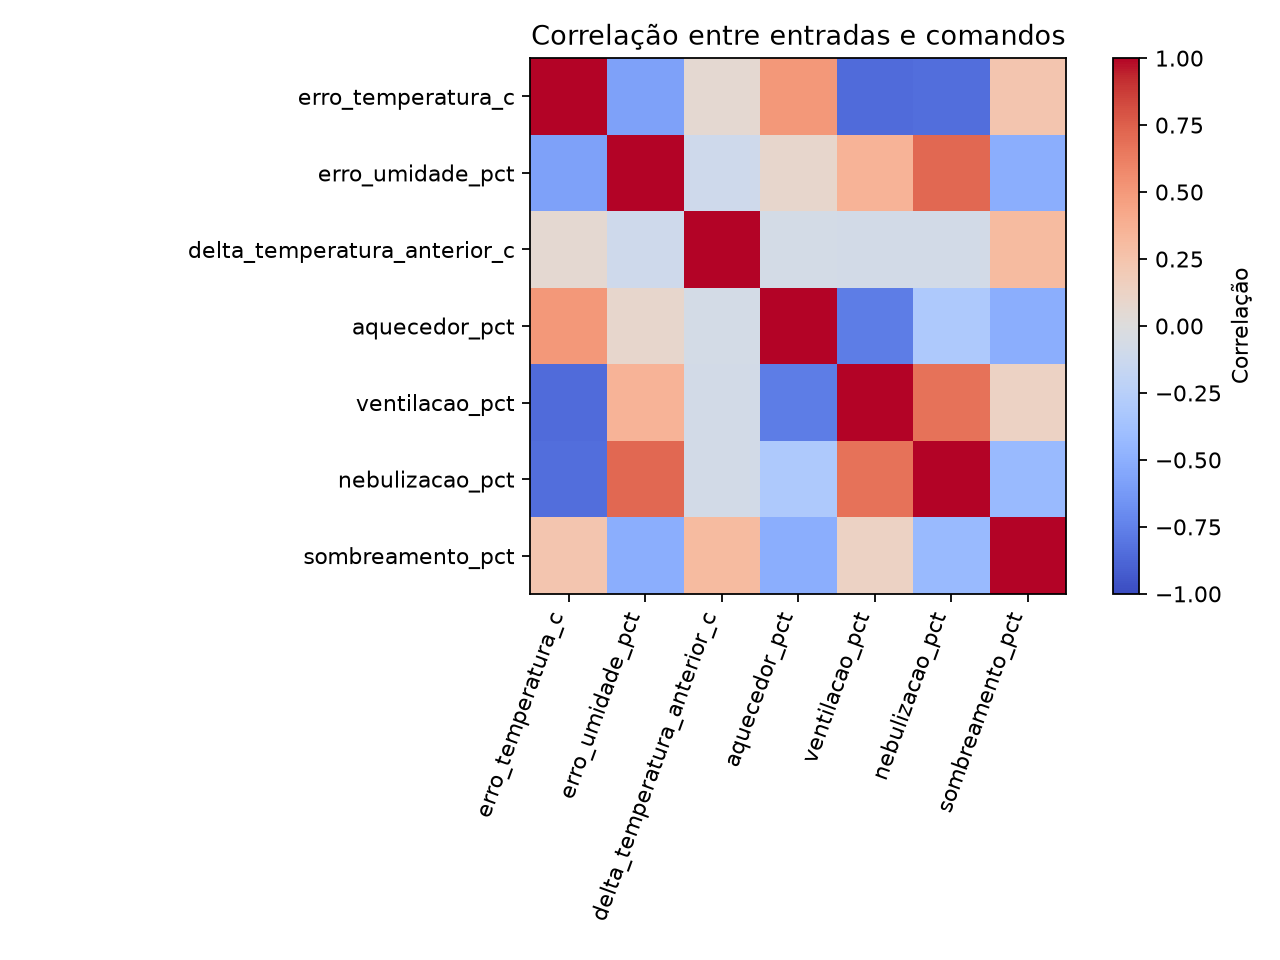 Correlação entre entradas e comandos
erro_temperatura_c
erro_umidade_pct
delta_temperatura_anterior_c
aquecedor_pct
ventilacao_pct
nebulizacao_pct
sombreamento_pct
erro_temperatura_c
erro_umidade_pct
delta_temperatura_anterior_c
aquecedor_pct
ventilacao_pct
nebulizacao_pct
sombreamento_pct
1.00
0.75
0.50
0.25
0.00
−0.25
−0.50
−0.75
−1.00
Correlação